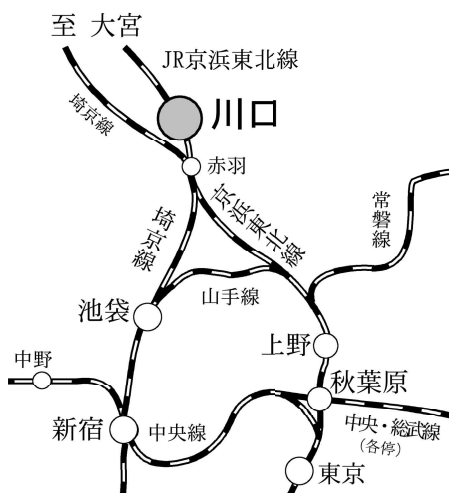 至 大宮
JR京浜東北線
埼京線
川口
赤羽
京浜東北線
常磐線
埼京線
山手線
池袋
上野
中野
秋葉原
新宿
中央線
中央・総武線
(各停)
東京